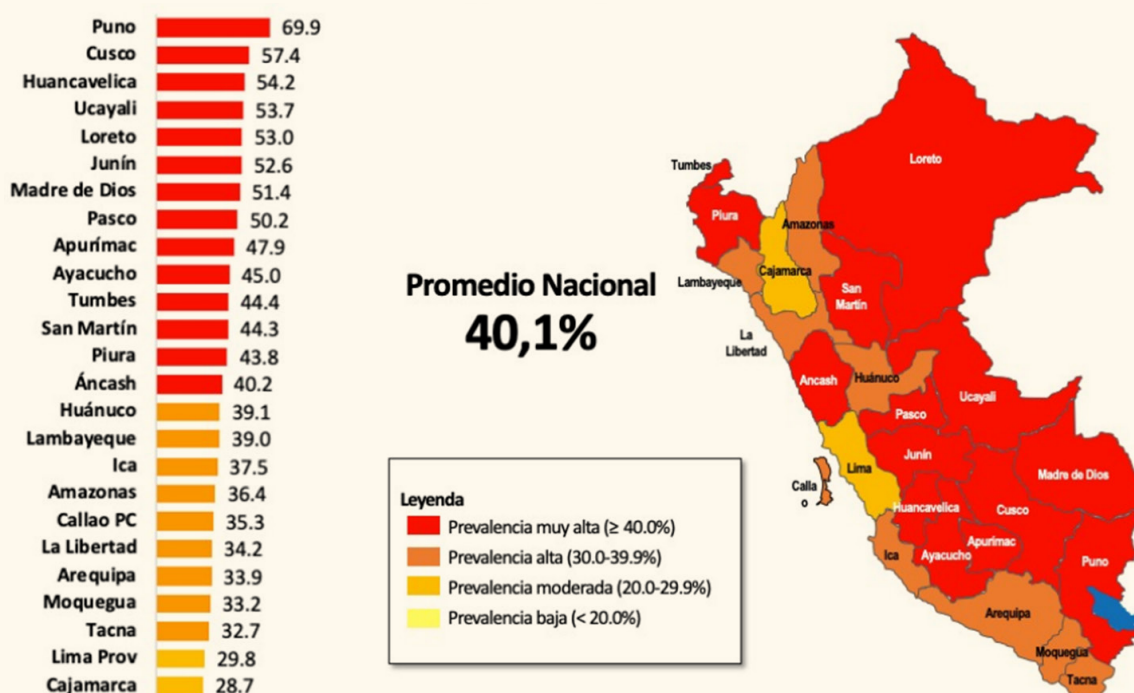 Puno 69.9
Cusco 57.4
Huancavelica 54.2
Ucayali 53.7
Loreto 53.0
Junín 52.6
Madre de Dios 51.4
Pasco 50.2
Apurímac 47.9
Ayacucho 45.0
Tumbes 44.4
San Martín 44.3
Piura 43.8
Áncash 40.2
Huánuco 39.1
Lambayeque 39.0
Ica 37.5
Amazonas 36.4
Callao PC 35.3
La Libertad 34.2
Arequipa 33.9
Moquegua 33.2
Tacna 32.7
Lima Prov 29.8
Cajamarca 28.7
Promedio Nacional
40,1%
Leyenda
Prevalencia muy alta (≥ 40.0%)
Prevalencia alta (30.0-39.9%)
Prevalencia moderada (20.0-29.9%)
Prevalencia baja (< 20.0%)
Loreto
Tumbes
Piura
Amazonas
Cajamarca
Lambayeque
San
Martín
La
Libertad
Ancash
Huánuco
Ucayali
Pasco
Junín
Lima
Madre de Dios
Calla
o
Huancavelica
Cusco
Apurímac
Ica
Ayacucho
Puno
Arequipa
Moquegua
Tacna